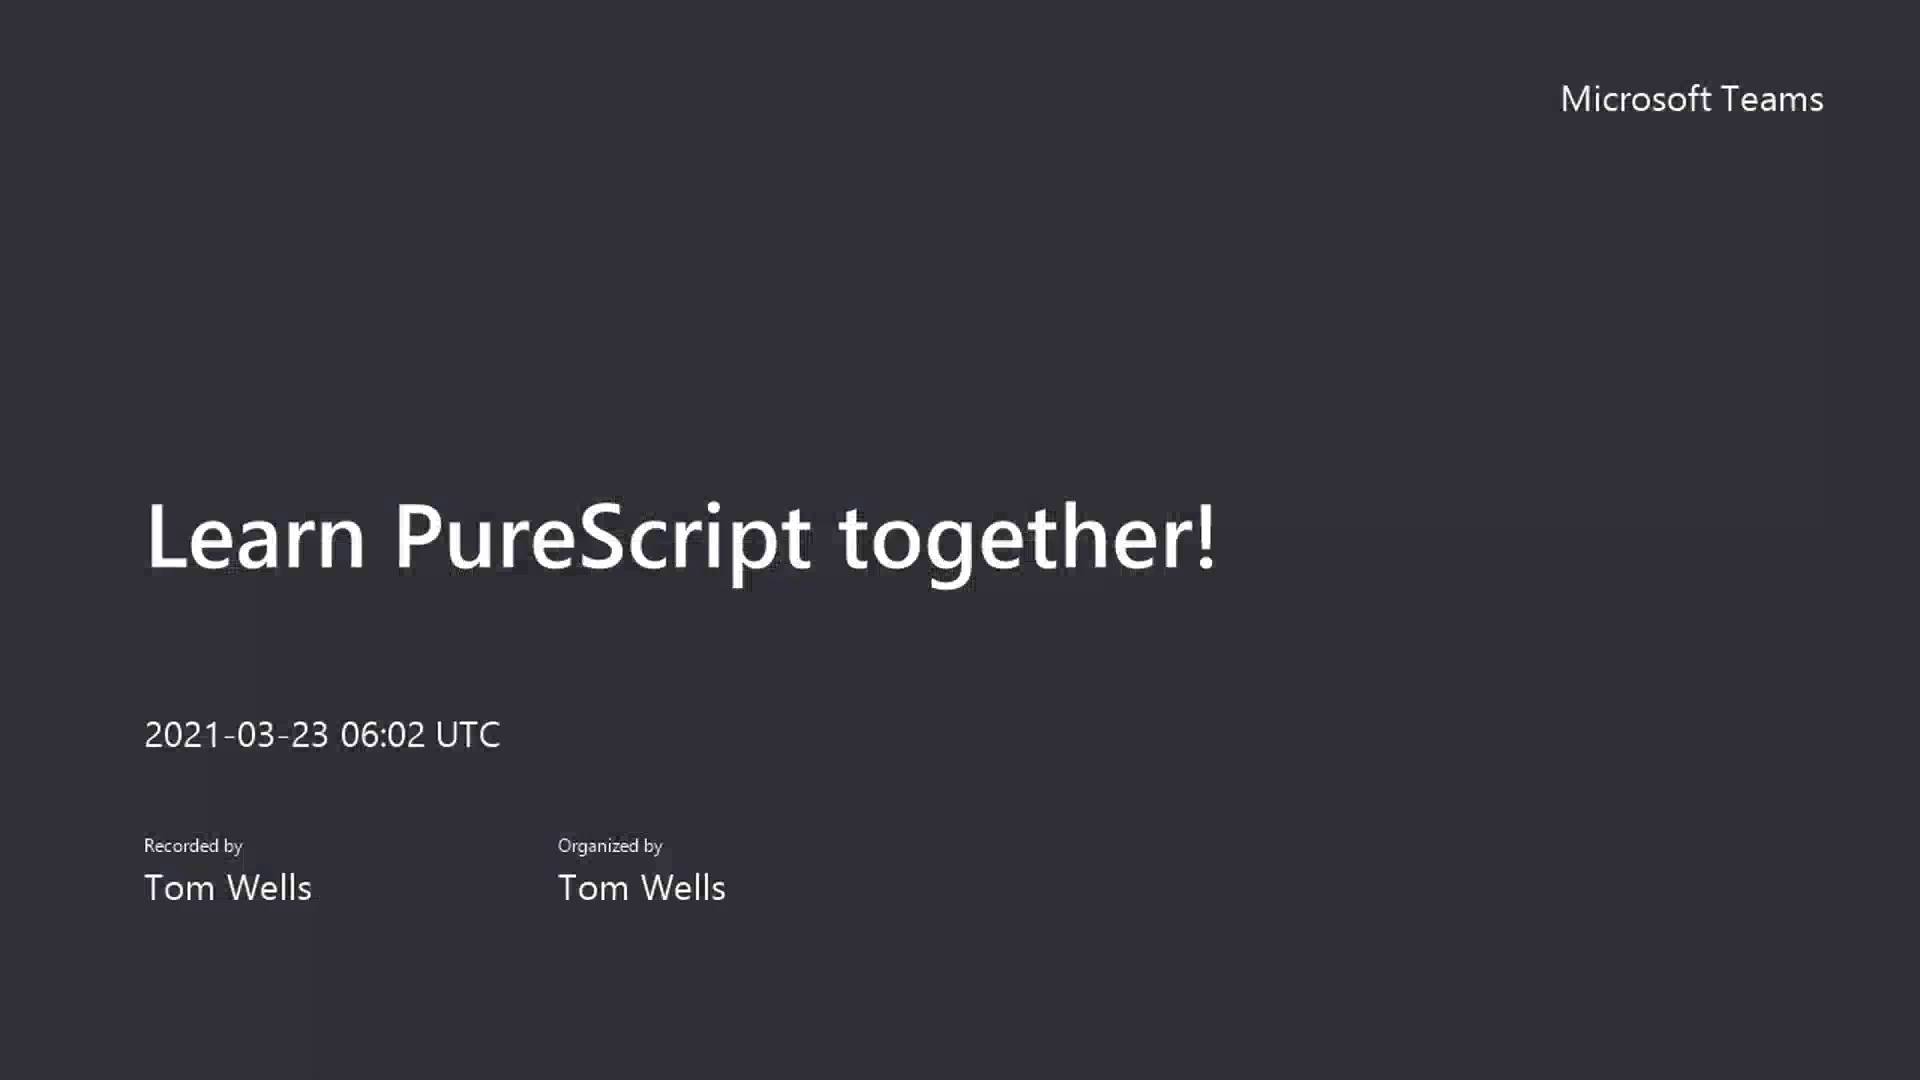 Microsoft Teams
Learn PureScript together!
2021-03-23 06:02 UTC
Recorded by
Tom Wells
Organized by
Tom Wells